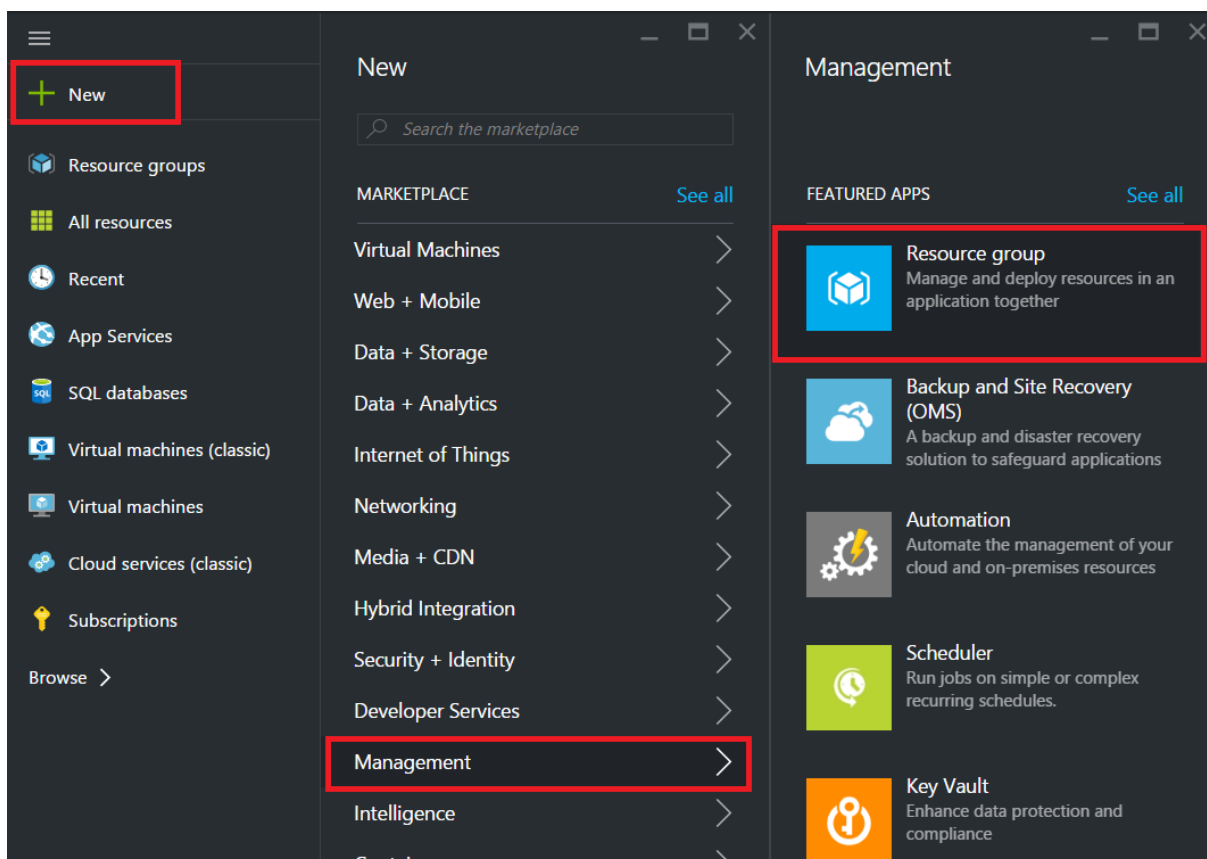 New
Resource groups
All resources
Recent
App Services
SQL
SQL databases
Virtual machines (classic)
Virtual machines
Cloud services (classic)
Subscriptions
Browse
New
Search the marketplace
MARKETPLACE See all
Virtual Machines
Web + Mobile
Data + Storage
Data + Analytics
Internet of Things
Networking
Media + CDN
Hybrid Integration
Security + Identity
Developer Services
Management
Intelligence
Management
FEATURED APPS See all
Resource group
Manage and deploy resources in an
application together
Backup and Site Recovery
(OMS)
A backup and disaster recovery
solution to safeguard applications
Automation
Automate the management of your
cloud and on-premises resources
Scheduler
Run jobs on simple or complex
recurring schedules.
Key Vault
Enhance data protection and
compliance